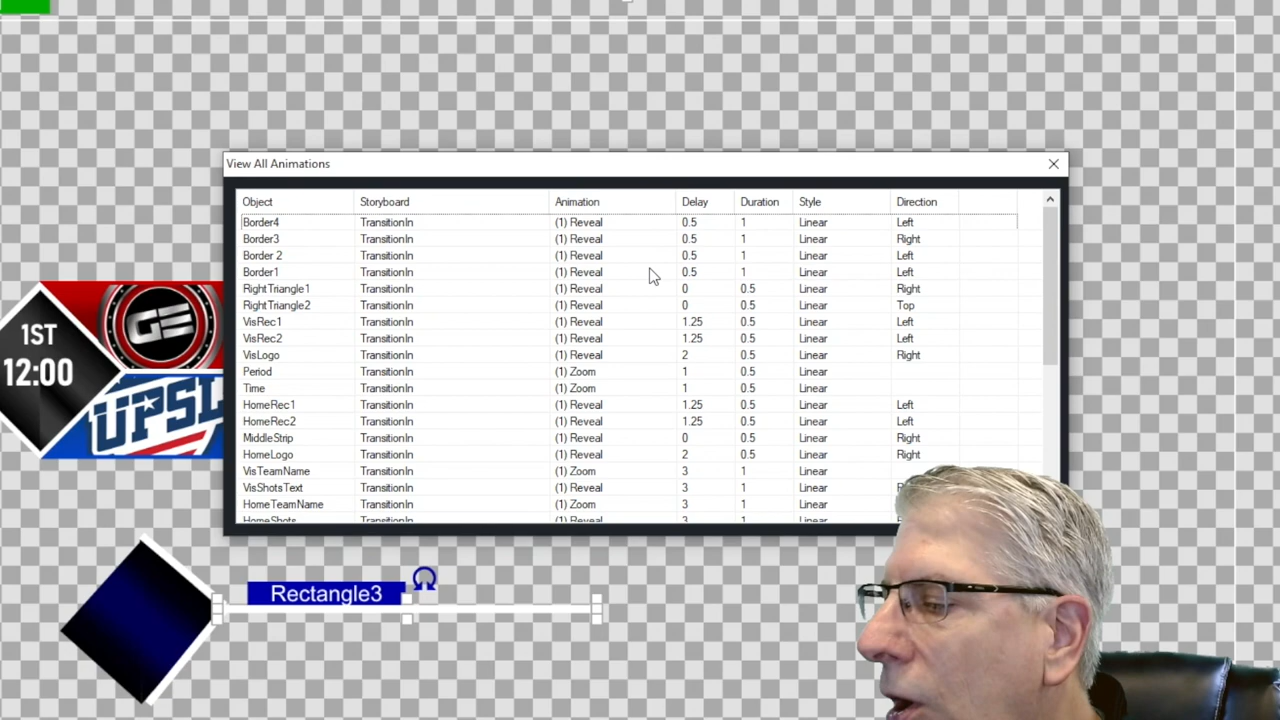 View All Animations
Object Storyboard Animation Delay Duration Style Direction
Border4 TransitionIn (1) Reveal 0.5 1 Linear Left
Border3 TransitionIn (1) Reveal 0.5 1 Linear Right
Border 2 TransitionIn (1) Reveal 0.5 1 Linear Left
Border1 TransitionIn (1) Reveal 0.5 1 Linear Left
RightTriangle1 TransitionIn (1) Reveal 0 0.5 Linear Right
RightTriangle2 TransitionIn (1) Reveal 0 0.5 Linear Top
VisRec1 TransitionIn (1) Reveal 1.25 0.5 Linear Left
VisRec2 TransitionIn (1) Reveal 1.25 0.5 Linear Left
VisLogo TransitionIn (1) Reveal 2 0.5 Linear Right
Period TransitionIn (1) Zoom 1 0.5 Linear
Time TransitionIn (1) Zoom 1 0.5 Linear
HomeRec1 TransitionIn (1) Reveal 1.25 0.5 Linear Left
HomeRec2 TransitionIn (1) Reveal 1.25 0.5 Linear Left
MiddleStrip TransitionIn (1) Reveal 0 0.5 Linear Right
HomeLogo TransitionIn (1) Reveal 2 0.5 Linear Right
VisTeamName TransitionIn (1) Zoom 3 1 Linear
VisShotsText TransitionIn (1) Reveal 3 1 Linear
HomeTeamName TransitionIn (1) Zoom 3 1 Linear
HomeShots TransitionIn (1) Reveal 3 1 Linear
1ST
12:00
GE
UPSL
Rectangle3